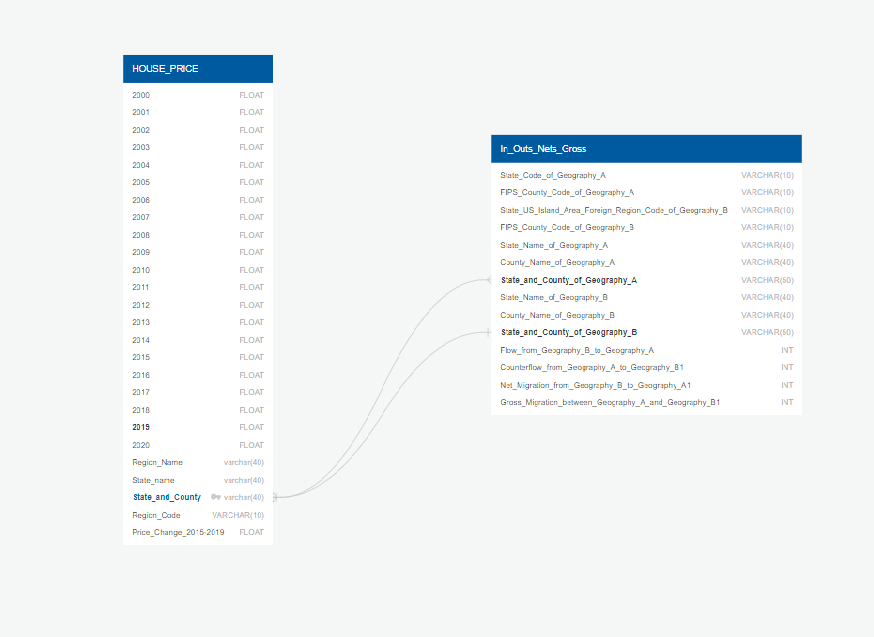 HOUSE_PRICE
2000 FLOAT
2001 FLOAT
2002 FLOAT
2003 FLOAT
2004 FLOAT
2005 FLOAT
2006 FLOAT
2007 FLOAT
2008 FLOAT
2009 FLOAT
2010 FLOAT
2011 FLOAT
2012 FLOAT
2013 FLOAT
2014 FLOAT
2015 FLOAT
2016 FLOAT
2017 FLOAT
2018 FLOAT
2019 FLOAT
2020 FLOAT
Region_Name varchar(40)
State_name varchar(40)
State_and_County varchar(40)
Region_Code VARCHAR(10)
Price_Change_2015-2019 FLOAT
In_Outs_Nets_Gross
State_Code_of_Geography_A VARCHAR(10)
FIPS_County_Code_of_Geography_A VARCHAR(10)
State_US_Island_Area_Foreign_Region_Code_of_Geography_B VARCHAR(10)
FIPS_County_Code_of_Geography_B VARCHAR(10)
State_Name_of_Geography_A VARCHAR(40)
County_Name_of_Geography_A VARCHAR(40)
State_and_County_of_Geography_A VARCHAR(50)
State_Name_of_Geography_B VARCHAR(40)
County_Name_of_Geography_B VARCHAR(40)
State_and_County_of_Geography_B VARCHAR(50)
Flow_from_Geography_B_to_Geography_A INT
Counterflow_from_Geography_A_to_Geography_B1 INT
Net_Migration_from_Geography_B_to_Geography_A1 INT
Gross_Migration_between_Geography_A_and_Geography_B1 INT